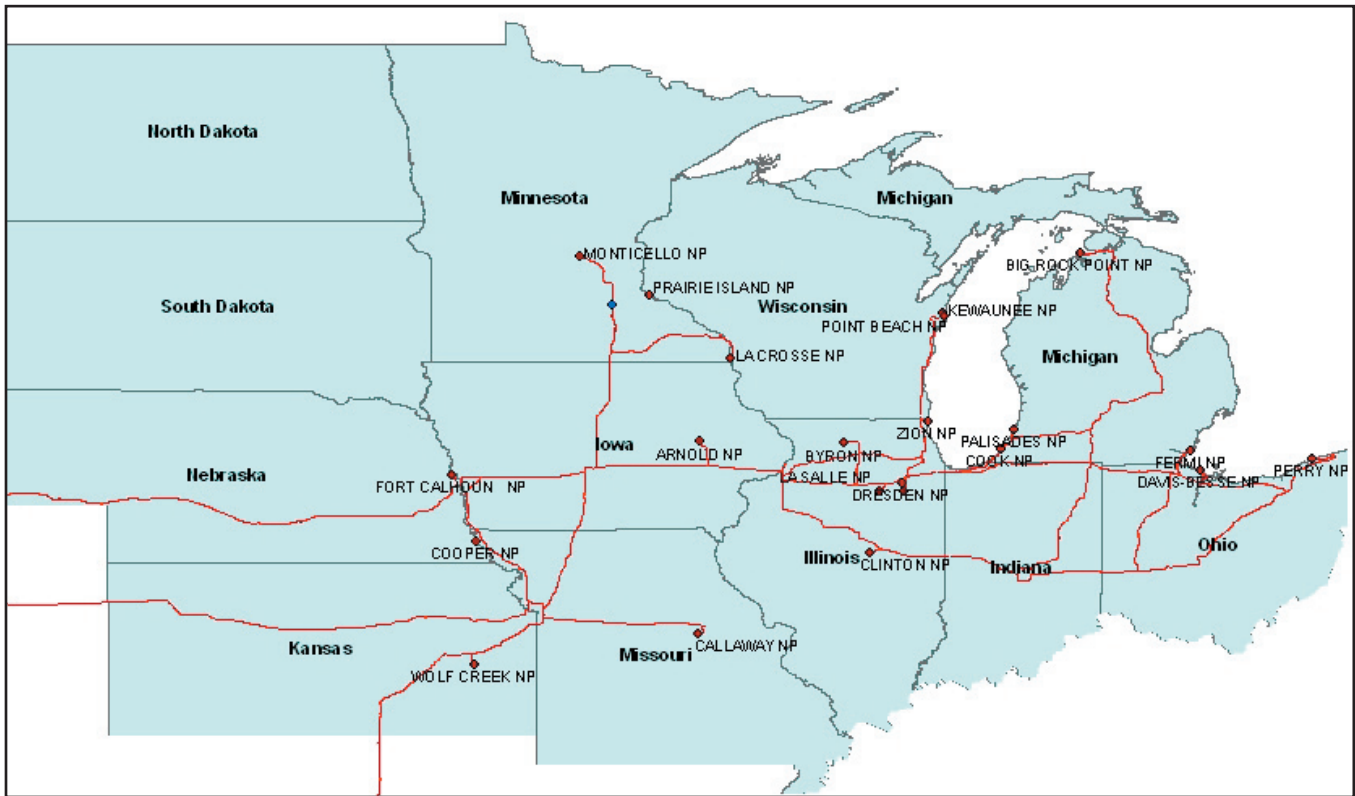 North Dakota
Minnesota
Michigan
MONTICELLO NP
BIG ROCK POINT NP
PRAIRIE ISLAND NP
South Dakota
Wisconsin
KEWAUNEE NP
POINT BEACH NP
LACROSSE NP
Michigan
ZION NP
Iowa
PALISADES NP
ARNOLD NP
BYRON NP
COOK NP
FERMI NP
PERRY NP
Nebraska
LA SALLE NP
DAVIS-BESSE NP
FORT CALHOUN NP
DRESDEN NP
COOPER NP
Illinois
Ohio
CLINTON NP
Indiana
Kansas
Missouri
CALLAWAY NP
WOLF CREEK NP